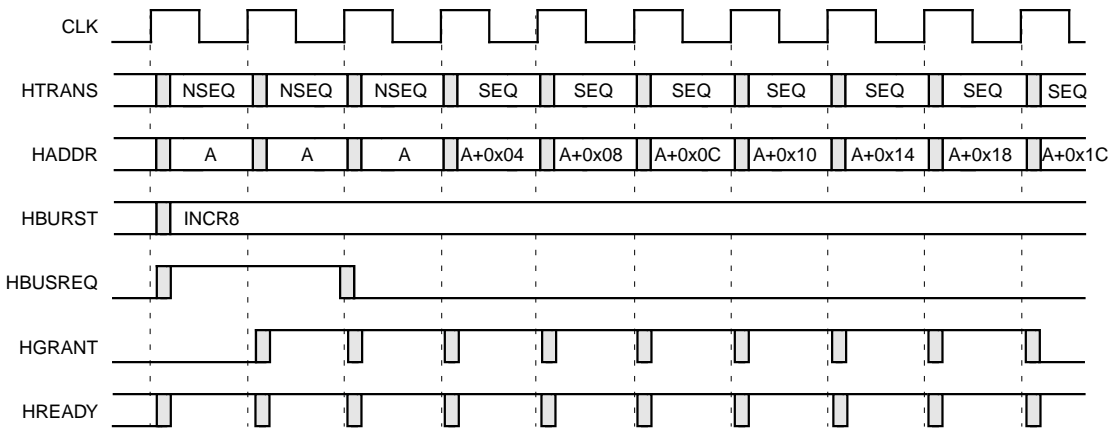 CLK
HTRANS NSEQ NSEQ NSEQ SEQ SEQ SEQ SEQ SEQ SEQ SEQ
HADDR A A A A+0x04 A+0x08 A+0x0C A+0x10 A+0x14 A+0x18 A+0x1C
HBURST INCR8
HBUSREQ
HGRANT
HREADY